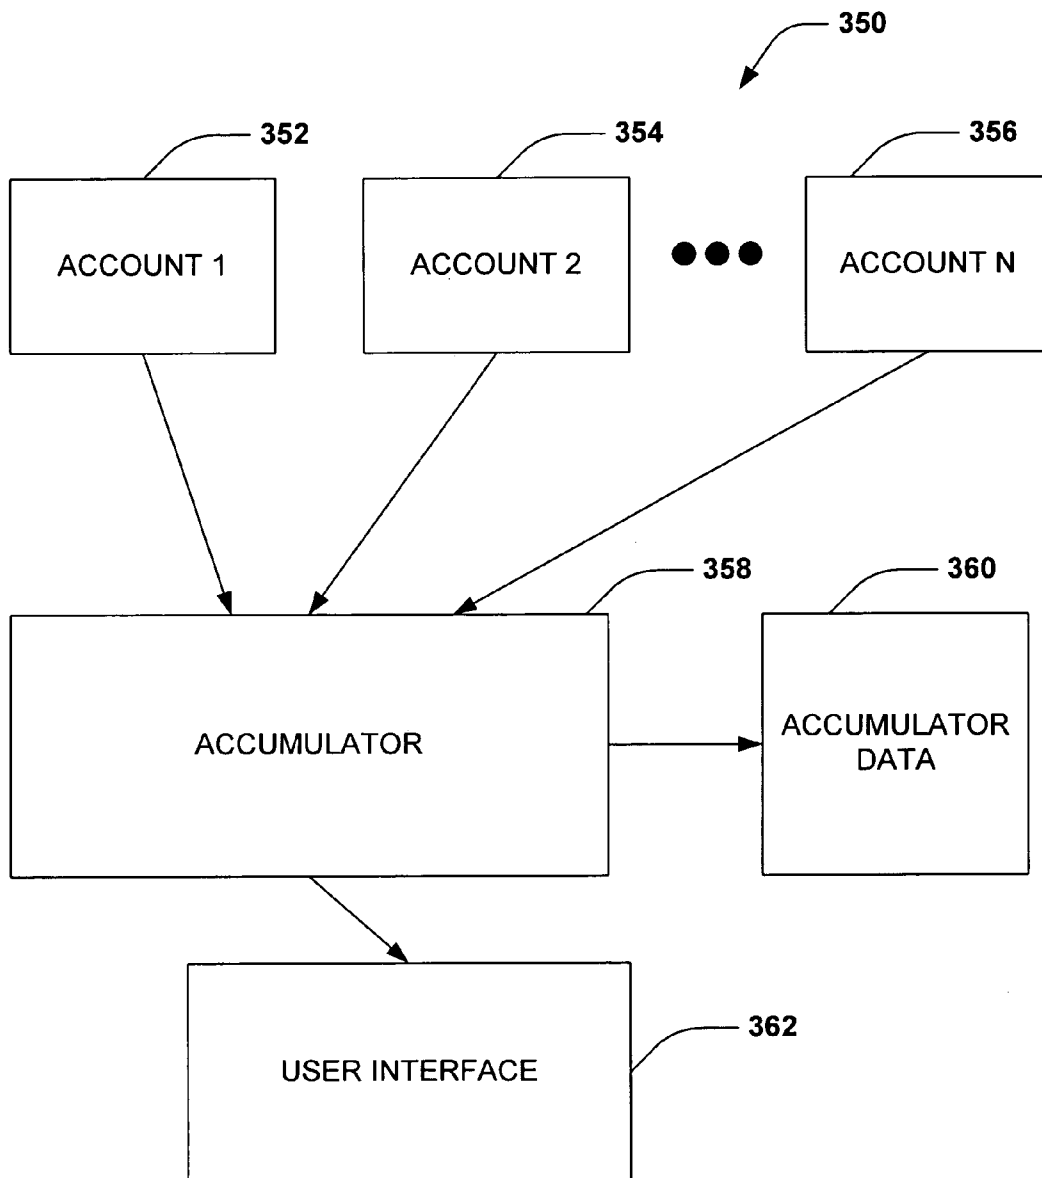 350
352
354
356
ACCOUNT 1
ACCOUNT 2
ACCOUNT N
358
360
ACCUMULATOR
ACCUMULATOR
DATA
362
USER INTERFACE